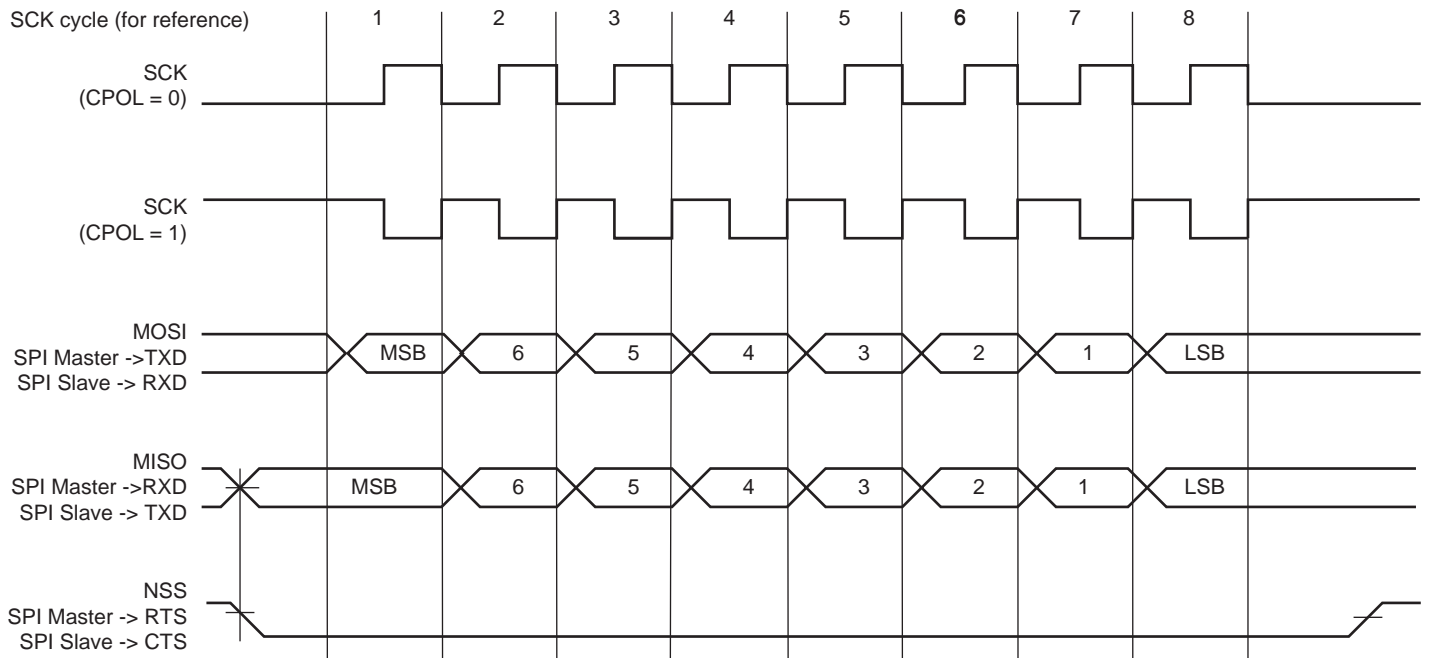 SCK cycle (for reference) 1 2 3 4 5 6 7 8
SCK
(CPOL = 0)
SCK
(CPOL = 1)
MOSI
SPI Master ->TXD
SPI Slave -> RXD
MSB 6 5 4 3 2 1 LSB
MISO
SPI Master ->RXD
SPI Slave -> TXD
MSB 6 5 4 3 2 1 LSB
NSS
SPI Master -> RTS
SPI Slave -> CTS